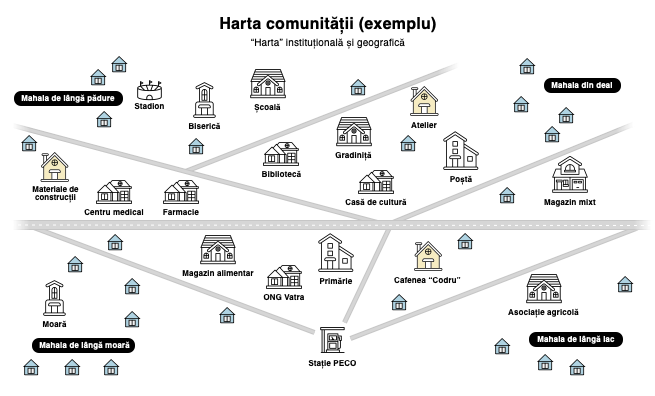 Harta comunității (exemplu)
“Harta” instituțională și geografică
Mahala de lângă pădure
Stadion
Biserică
Școală
Mahala din deal
Atelier
Gradiniță
Bibliotecă
Poștă
Materiale de
construcții
Centru medical
Farmacie
Casă de cultură
Magazin mixt
Magazin alimentar
ONG Vatra
Primărie
Cafenea “Codru”
Asociație agricolă
Moară
Mahala de lângă moară
Mahala de lângă lac
Stație PECO